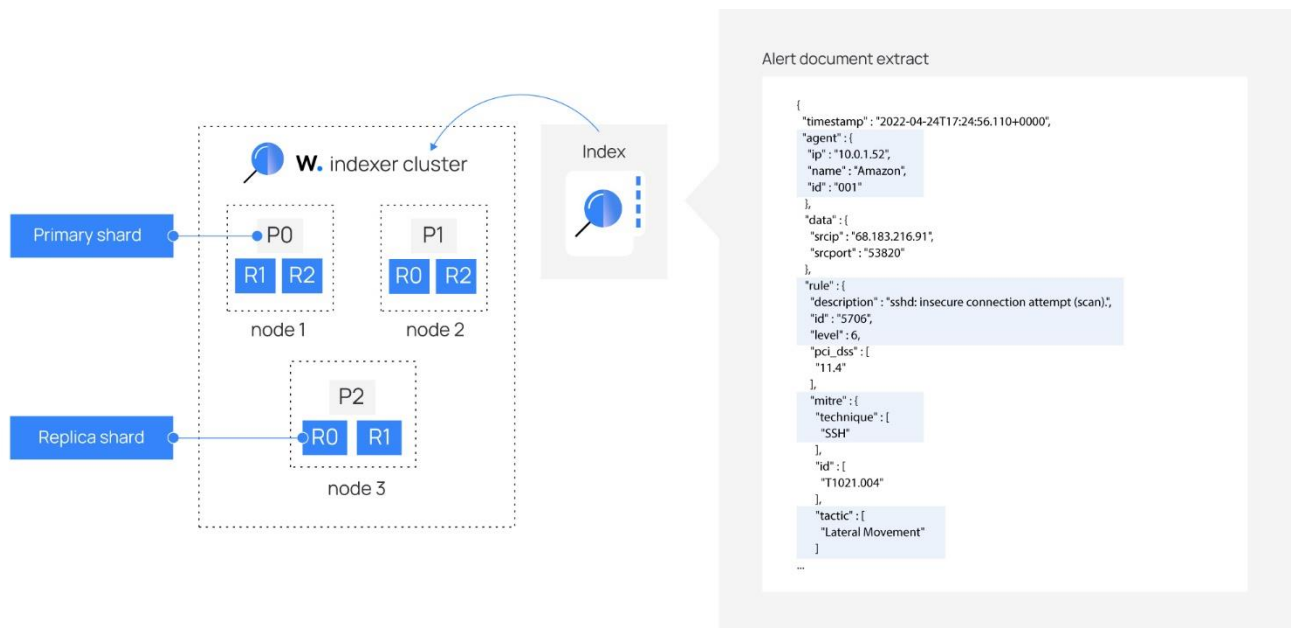 W. indexer cluster
Primary shard
P0
R1 R2
node 1
P1
R0 R2
node 2
P2
Replica shard
R0 R1
node 3
Index
Alert document extract
{
"timestamp" : "2022-04-24T17:24:56.110+0000",
"agent" : {
"ip" : "10.0.1.52",
"name" : "Amazon",
"id" : "001"
},
"data" : {
"srcip" : "68.183.216.91",
"srcport" : "53820"
},
"rule" : {
"description" : "sshd: insecure connection attempt (scan).",
"id" : "5706",
"level" : 6,
"pci_dss" : [
"11.4"
],
"mitre" : {
"technique" : [
"SSH"
],
"id" : [
"T1021.004"
],
"tactic" : [
"Lateral Movement"
]
...